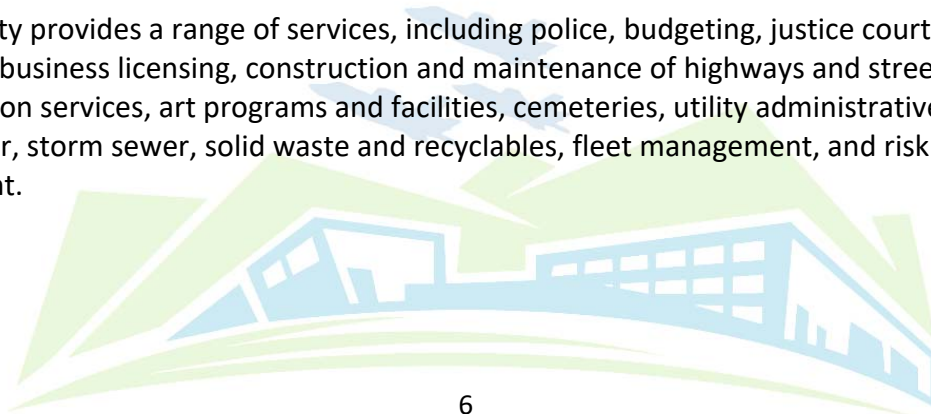 ty provides a range of services, including police, budgeting, justice court
business licensing, construction and maintenance of highways and stree
on services, art programs and facilities, cemeteries, utility administrative
r, storm sewer, solid waste and recyclables, fleet management, and risk
t.
6